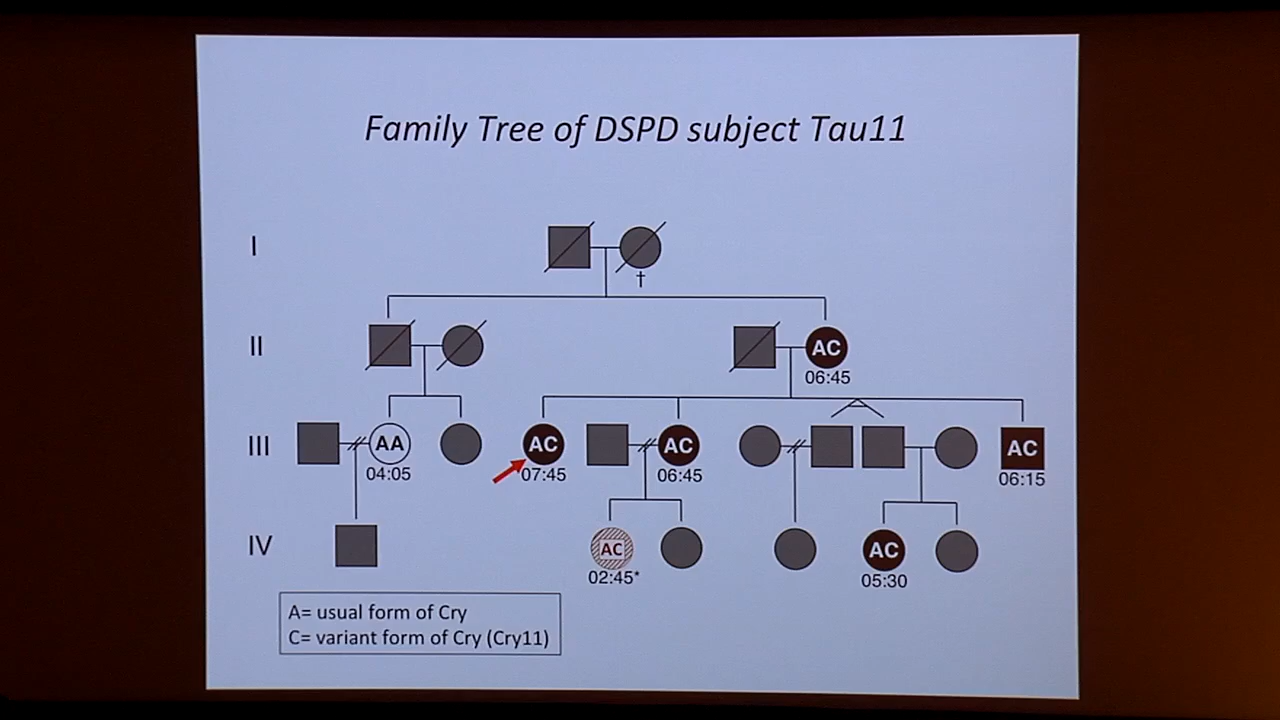 Family Tree of DSPD subject Tau11
I
†
II
AC
06:45
III
AA
04:05
AC
07:45
AC
06:45
AC
06:15
IV
AC
02:45*
AC
05:30
A= usual form of Cry
C= variant form of Cry (Cry11)